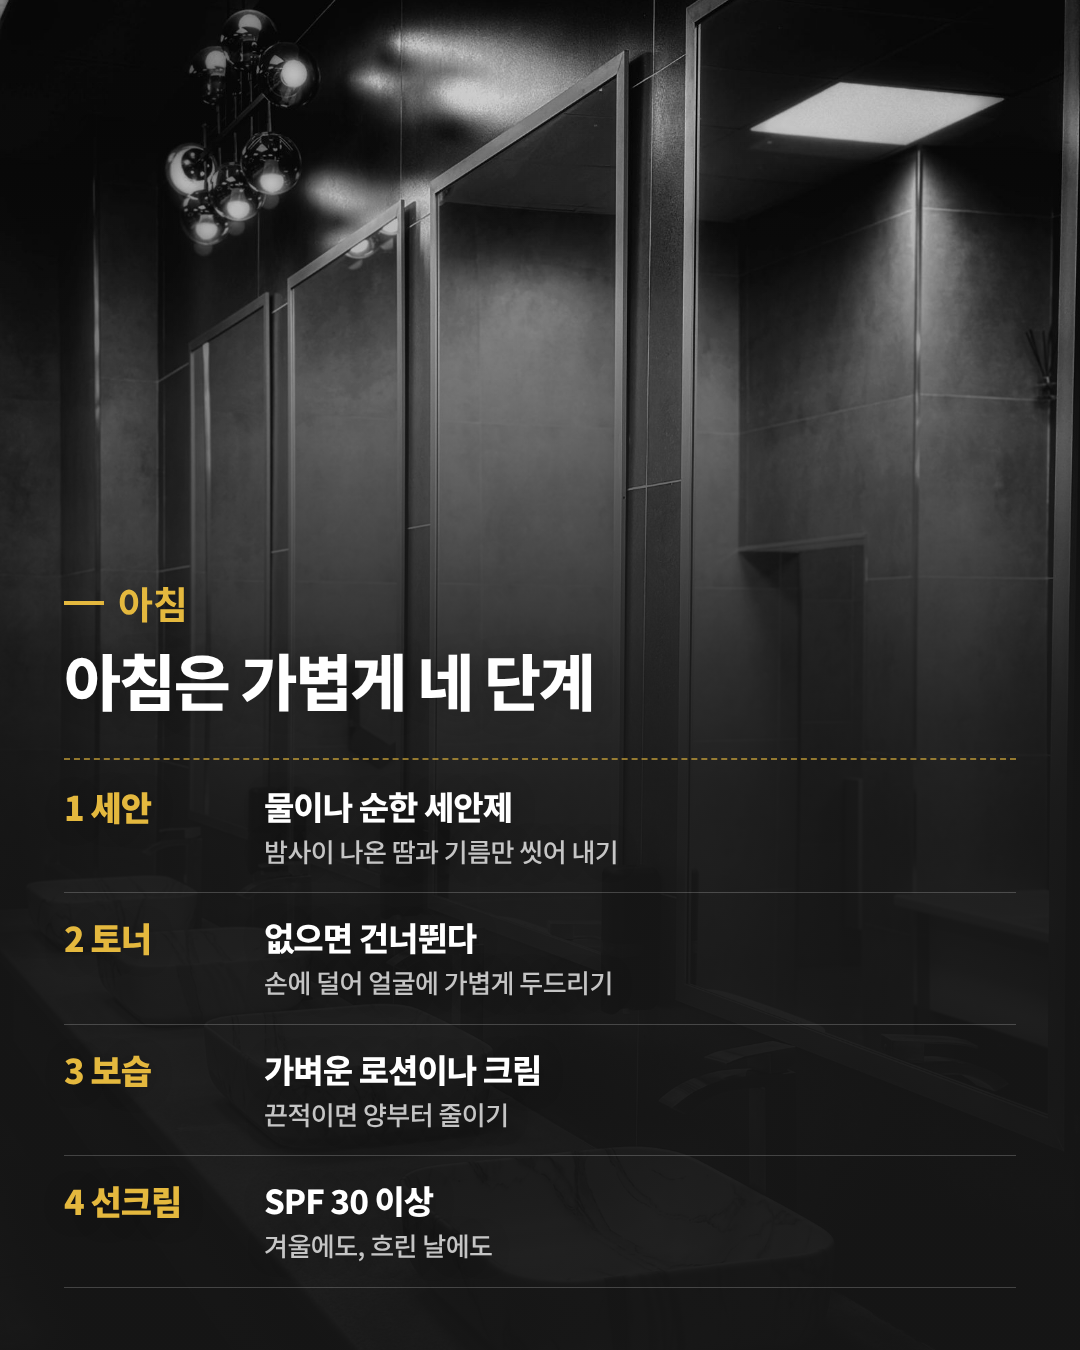 아침
아침은 가볍게 네 단계
1 세안
물이나 순한 세안제
밤사이 나온 땀과 기름만 씻어 내기
2 토너
없으면 건너뛴다
손에 덜어 얼굴에 가볍게 두드리기
3 보습
가벼운 로션이나 크림
끈적이면 양부터 줄이기
4 선크림
SPF 30 이상
겨울에도, 흐린 날에도